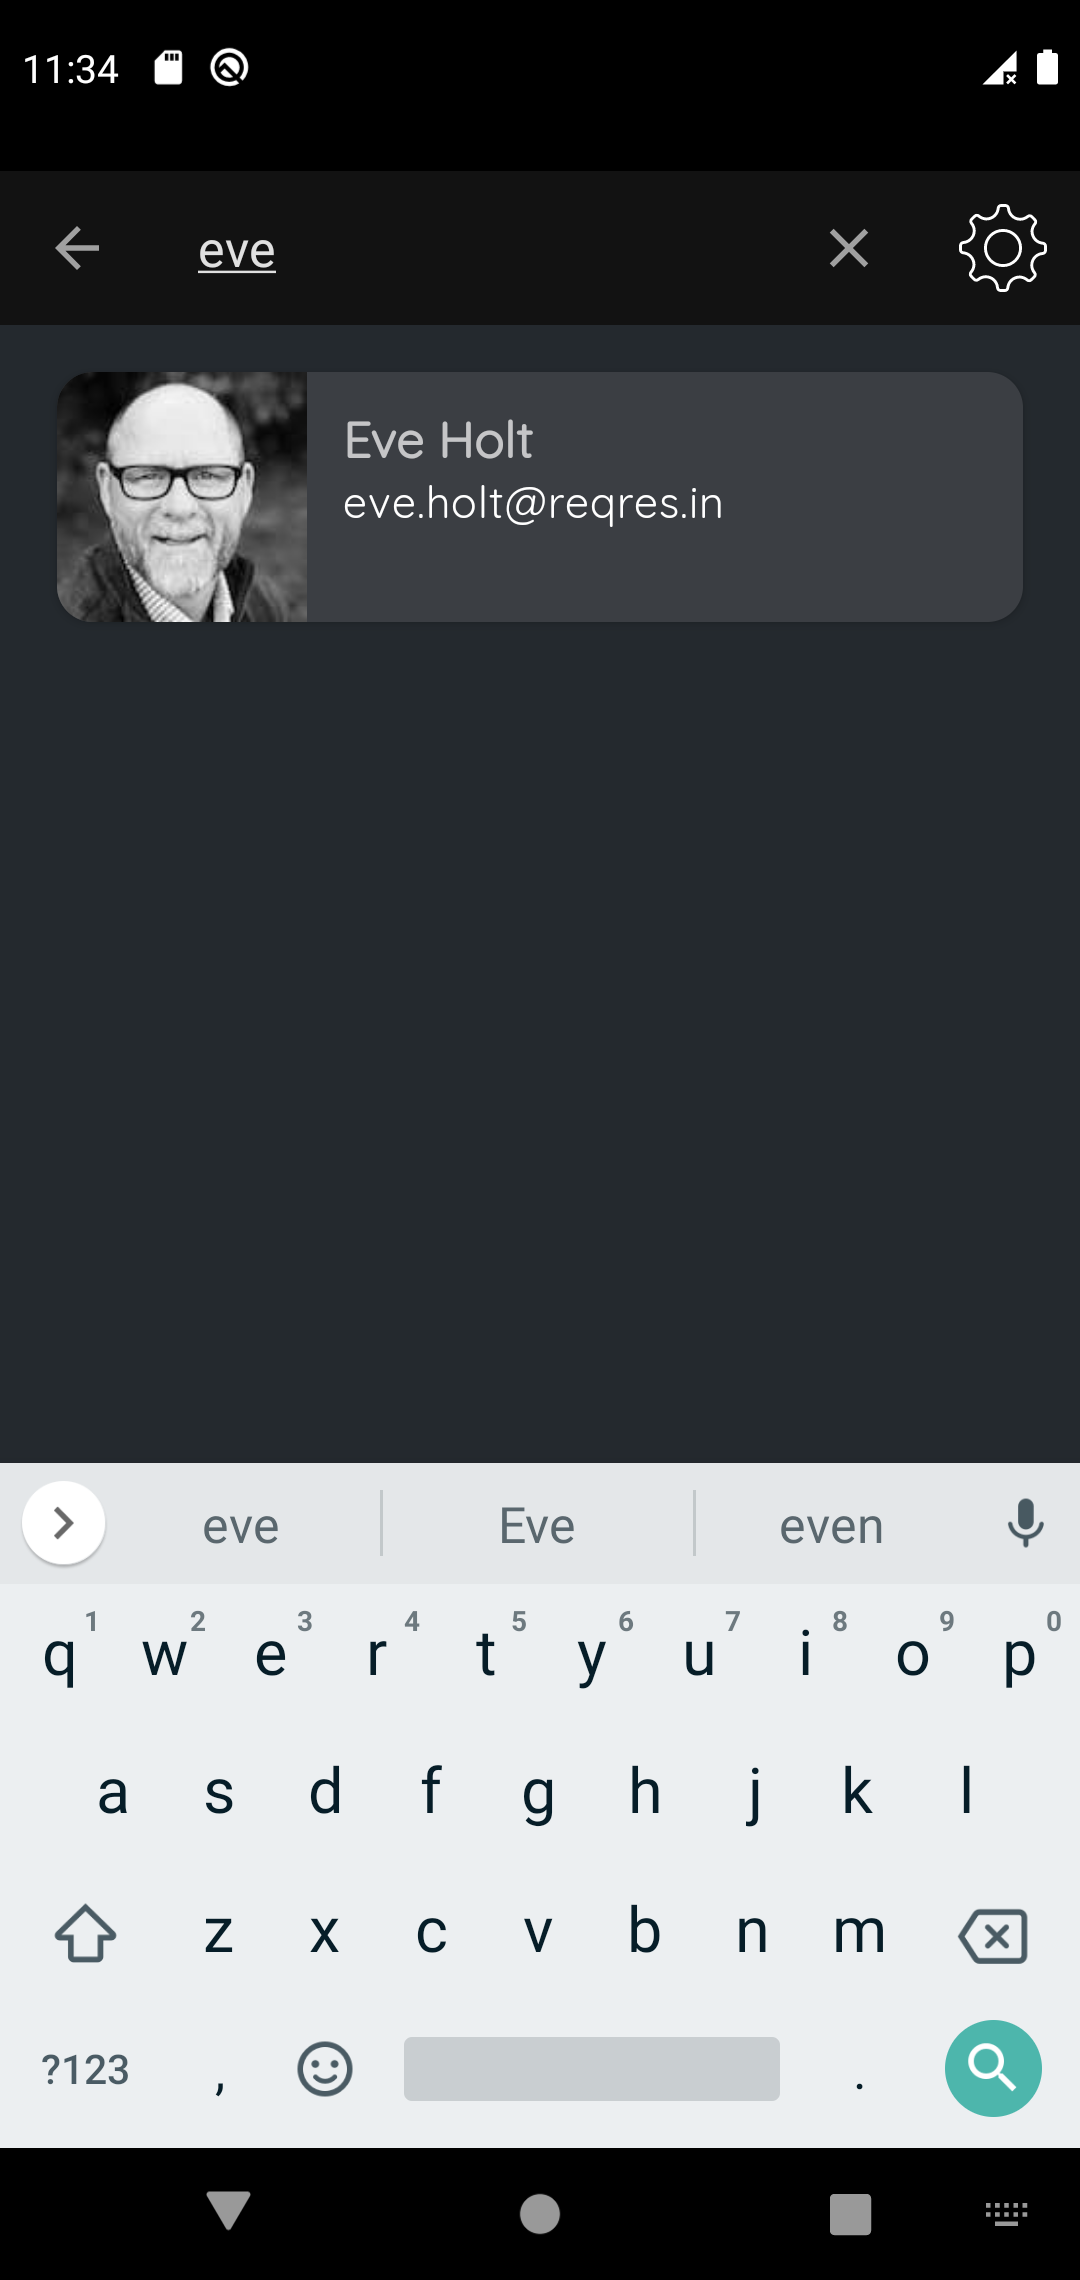 11:34
eve
Eve Holt
eve.holt@reqres.in
eve Eve even
1 2 3 4 5 6 7 8 9 0
q w e r t y u i o p
a s d f g h j k l
z x c v b n m
?123 , .